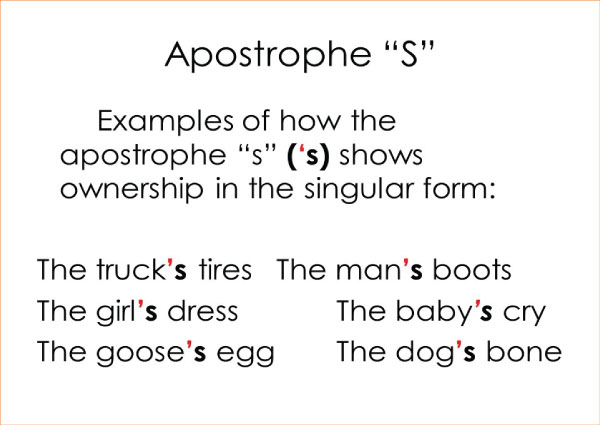 Apostrophe “S”
Examples of how the
apostrophe “s” (‘s) shows
ownership in the singular form:
The truck’s tires The man’s boots
The girl’s dress The baby’s cry
The goose’s egg The dog’s bone